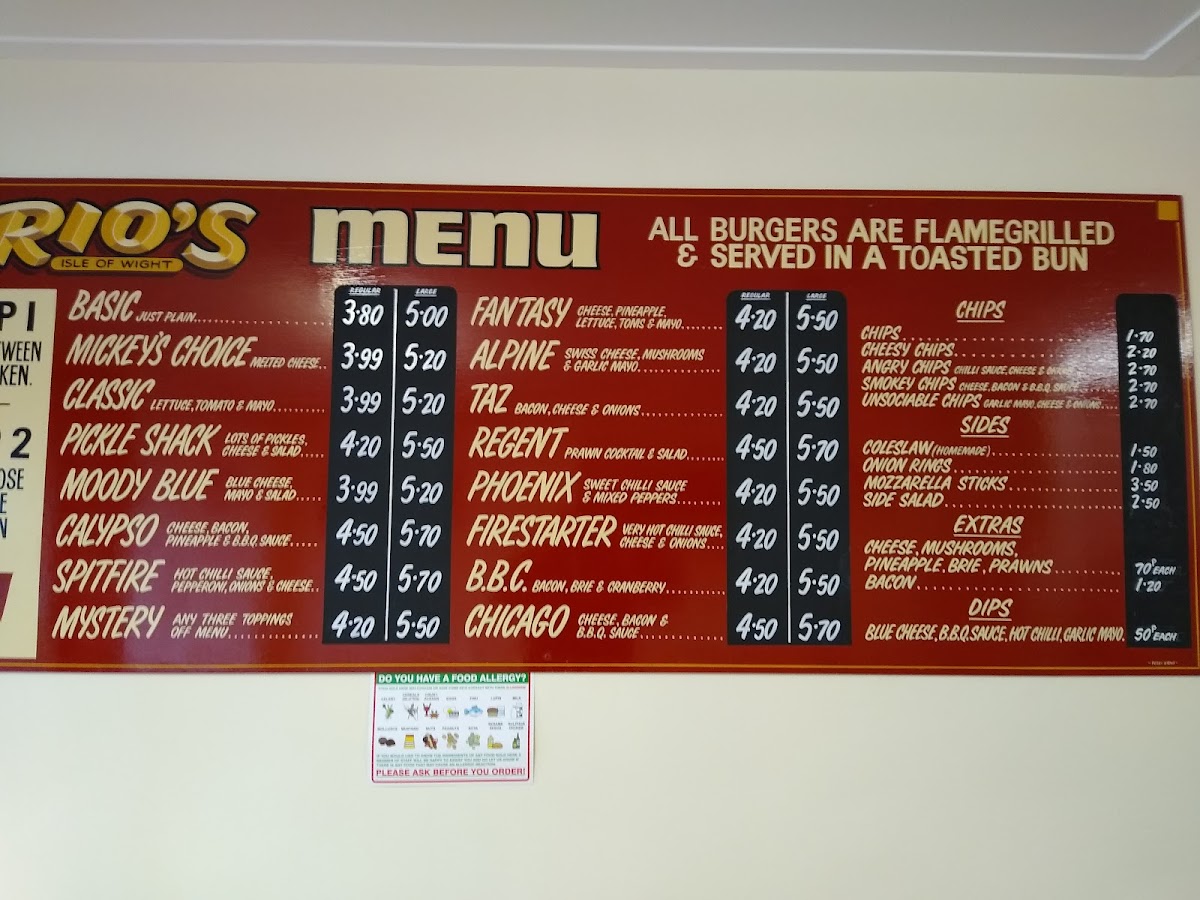 RIO'S
ISLE OF WIGHT
MENU
ALL BURGERS ARE FLAMEGRILLED
& SERVED IN A TOASTED BUN
P 1
WEEN
KEN.
2
OSE
E
N
REGULAR LARGE
BASIC JUST PLAIN 3.80 5.00
MICKEY'S CHOICE MELTED CHEESE 3.99 5.20
CLASSIC LETTUCE, TOMATO & MAYO 3.99 5.20
PICKLE SHACK LOTS OF PICKLES,
CHEESE & SALAD 4.20 5.50
MOODY BLUE BLUE CHEESE,
MAYO & SALAD 3.99 5.20
CALYPSO CHEESE, BACON,
PINEAPPLE & B.B.Q. SAUCE 4.50 5.70
SPITFIRE HOT CHILLI SAUCE,
PEPPERONI, ONIONS & CHEESE 4.50 5.70
MYSTERY ANY THREE TOPPINGS
OFF MENU 4.20 5.50
REGULAR LARGE
FANTASY CHEESE, PINEAPPLE,
LETTUCE, TOMS & MAYO 4.20 5.50
ALPINE SWISS CHEESE, MUSHROOMS
& GARLIC MAYO 4.20 5.50
TAZ BACON, CHEESE & ONIONS 4.20 5.50
REGENT PRAWN COCKTAIL & SALAD 4.50 5.70
PHOENIX SWEET CHILLI SAUCE
& MIXED PEPPERS 4.20 5.50
FIRESTARTER VERY HOT CHILLI SAUCE,
CHEESE & ONIONS 4.20 5.50
B.B.C. BACON, BRIE & CRANBERRY 4.20 5.50
CHICAGO CHEESE, BACON &
B.B.Q. SAUCE 4.50 5.70
CHIPS
CHIPS 1.70
CHEESY CHIPS 2.20
ANGRY CHIPS CHILLI SAUCE, CHEESE & ONIONS 2.70
SMOKEY CHIPS CHEESE, BACON & B.B.Q. SAUCE 2.70
UNSOCIABLE CHIPS GARLIC MAYO, CHEESE & ONIONS 2.70
SIDES
COLESLAW (HOMEMADE) 1.50
ONION RINGS 1.80
MOZZARELLA STICKS 3.50
SIDE SALAD 2.50
EXTRAS
CHEESE, MUSHROOMS,
PINEAPPLE, BRIE, PRAWNS 70P EACH
BACON 1.20
DIPS
BLUE CHEESE, B.B.Q. SAUCE, HOT CHILLI, GARLIC MAYO. 50P EACH
DO YOU HAVE A FOOD ALLERGY?
PLEASE ASK BEFORE YOU ORDER!